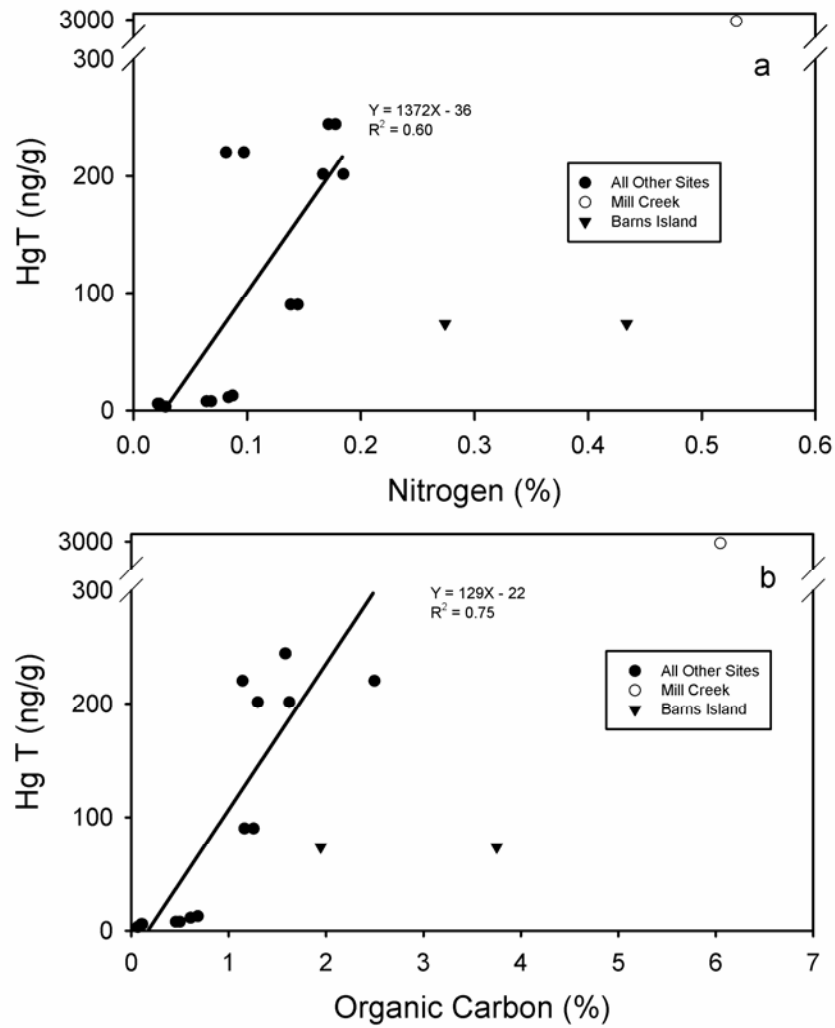 3000
300
a
Y = 1372X - 36
R² = 0.60
200
All Other Sites
Mill Creek
Barns Island
HgT (ng/g)
100
0
0.0 0.1 0.2 0.3 0.4 0.5 0.6
Nitrogen (%)
3000
b
300
Y = 129X - 22
R² = 0.75
All Other Sites
Mill Creek
Barns Island
200
Hg T (ng/g)
100
0
0 1 2 3 4 5 6 7
Organic Carbon (%)